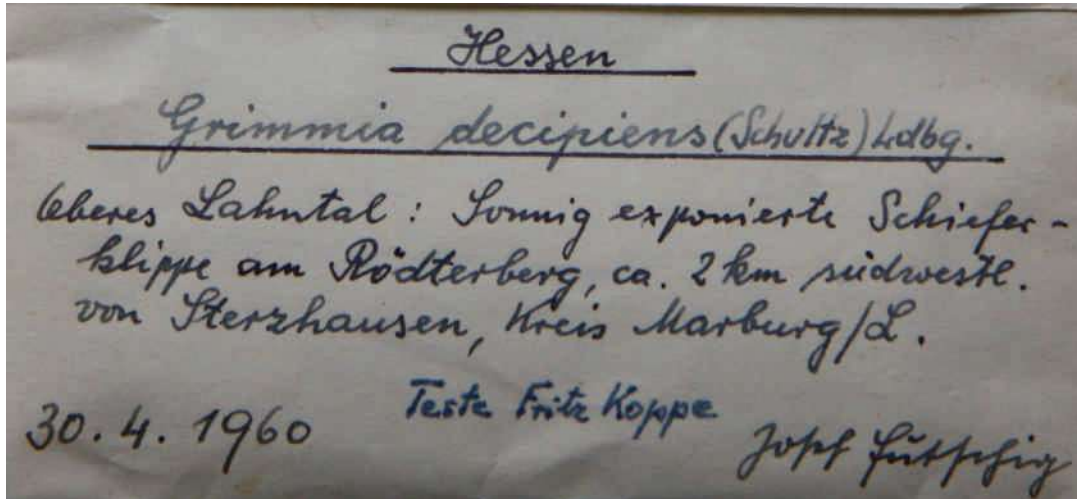 Hessen
Grimmia decipiens (Schultz) Ldbg.
Oberes Lahntal : Sonnig exponierte Schiefer-
klippe am Rödterberg, ca. 2 km südwestl.
von Sterzhausen, Kreis Marburg/L.
Teste Fritz Koppe
30. 4. 1960
Josef Futschig